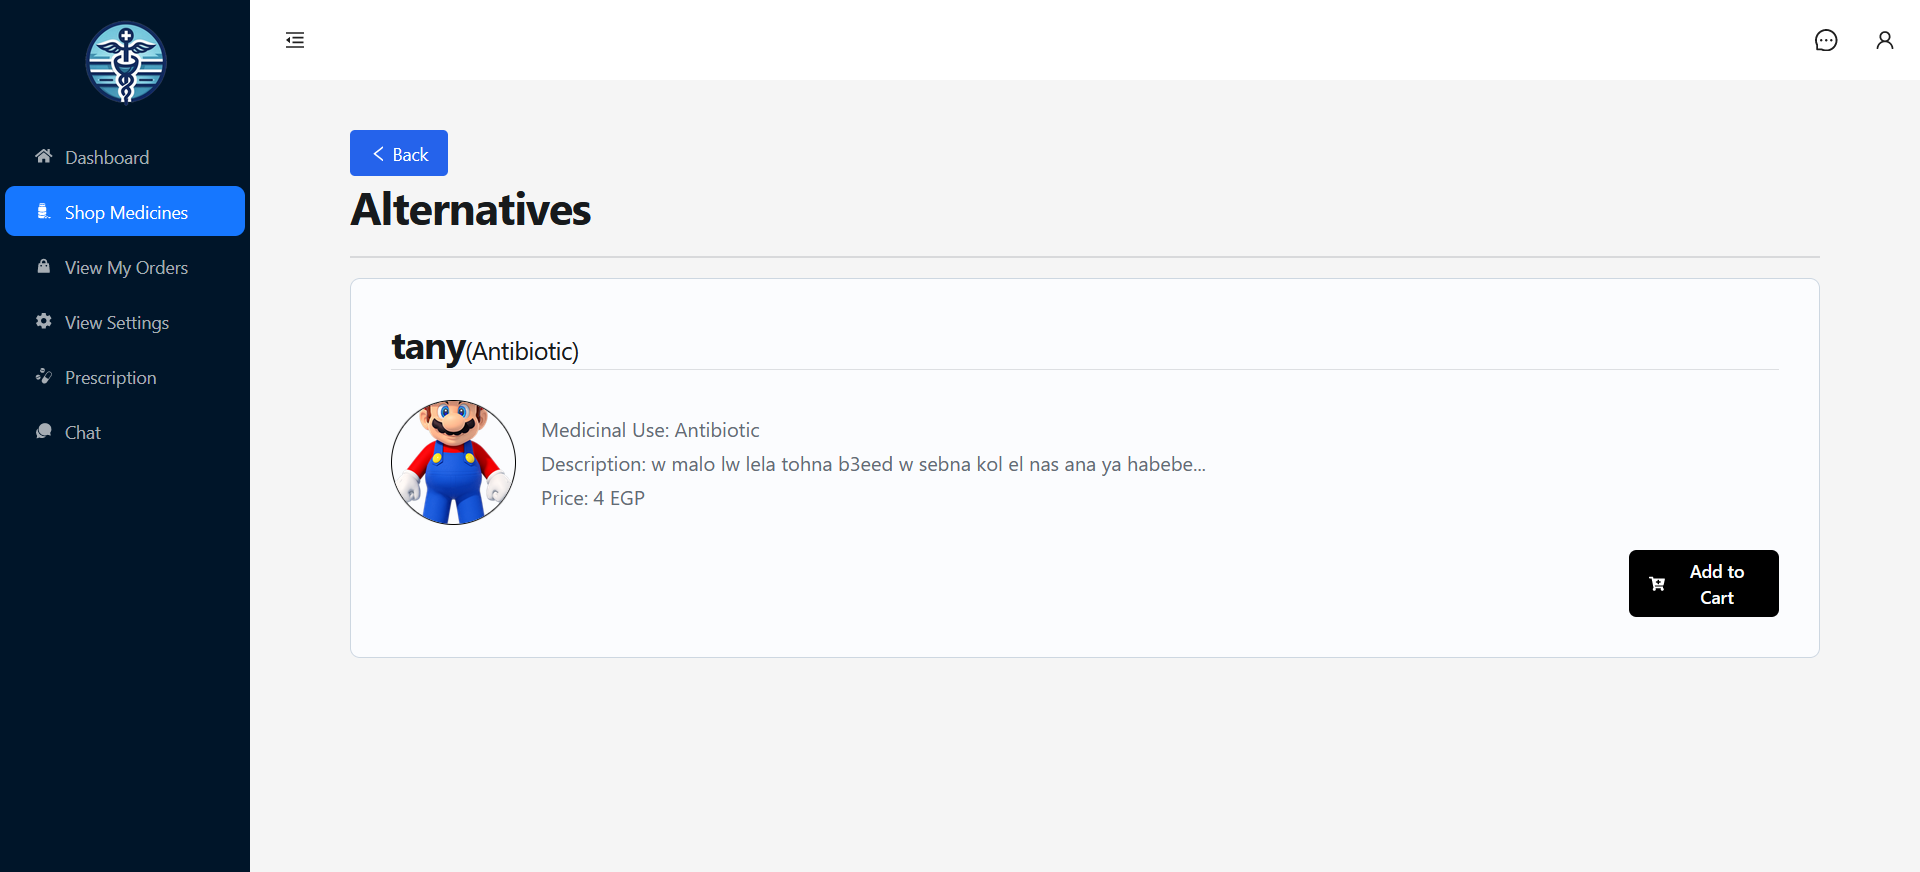 Dashboard
Shop Medicines
View My Orders
View Settings
Prescription
Chat
Back
Alternatives
tany(Antibiotic)
Medicinal Use: Antibiotic
Description: w malo lw lela tohna b3eed w sebna kol el nas ana ya habebe...
Price: 4 EGP
Add to
Cart